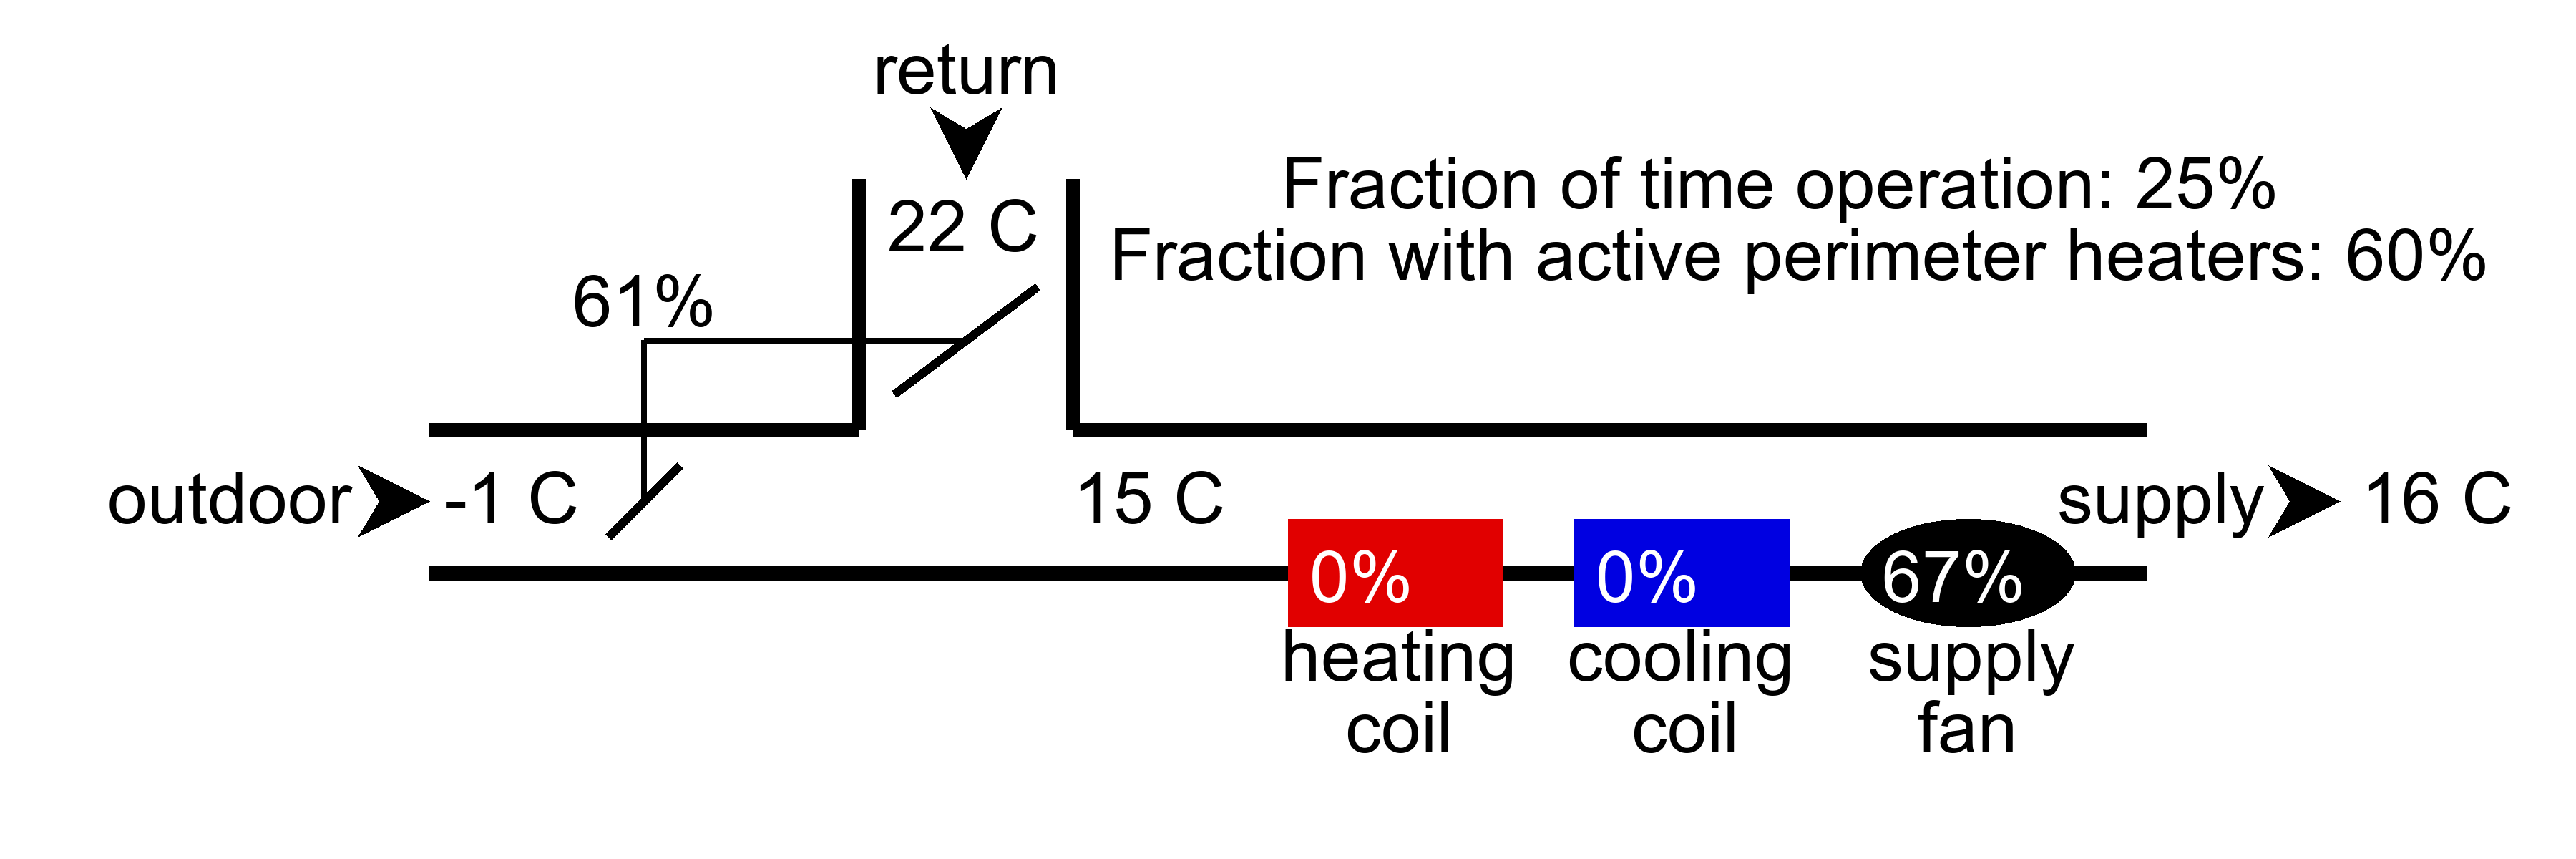 return
22 C
Fraction of time operation: 25%
Fraction with active perimeter heaters: 60%
61%
outdoor
-1 C
15 C
supply
16 C
0%
0%
67%
heating
coil
cooling
coil
supply
fan